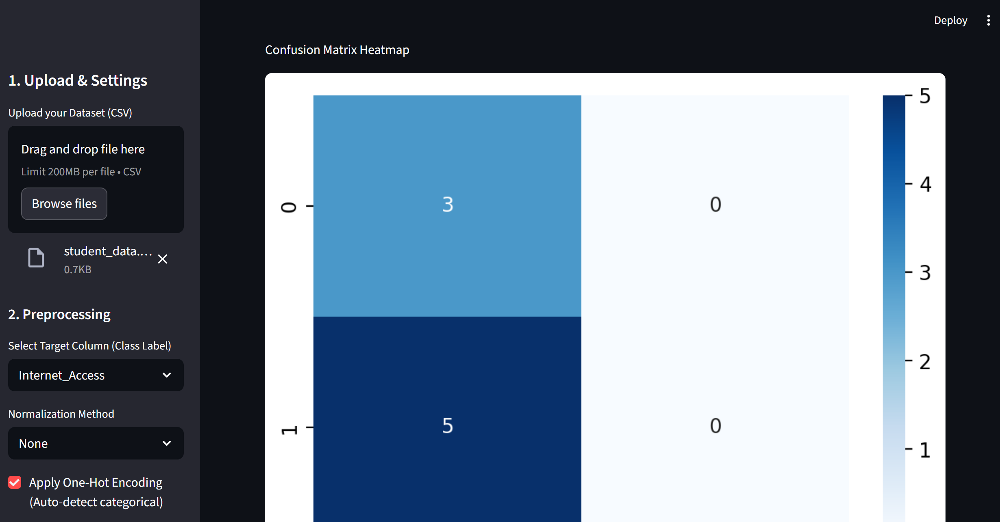 Deploy
1. Upload & Settings
Upload your Dataset (CSV)
Drag and drop file here
Limit 200MB per file • CSV
Browse files
student_data.…
0.7KB
2. Preprocessing
Select Target Column (Class Label)
Internet_Access
Normalization Method
None
Apply One-Hot Encoding
(Auto-detect categorical)
Confusion Matrix Heatmap
5
4
0
3
0
3
2
1
5
0
1